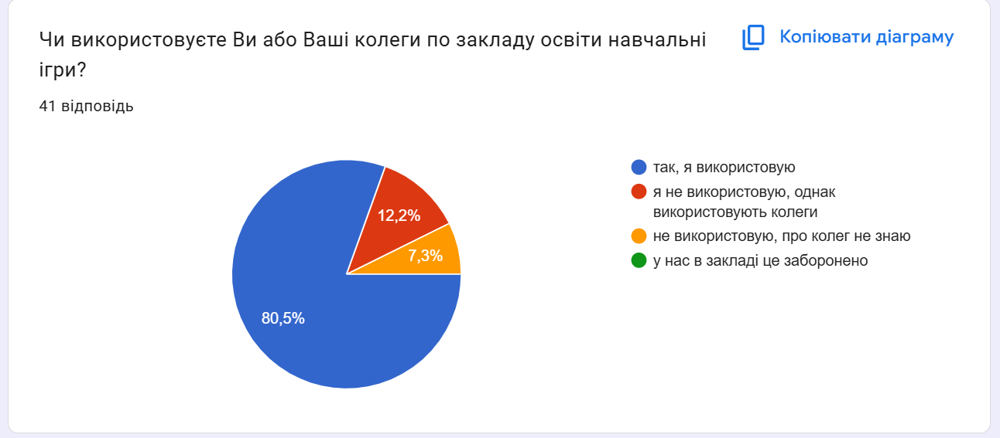 Чи використовуєте Ви або Ваші колеги по закладу освіти навчальні
ігри?
Копіювати діаграму
41 відповідь
так, я використовую
я не використовую, однак
використовують колеги
не використовую, про колег не знаю
у нас в закладі це заборонено
12,2%
7,3%
80,5%